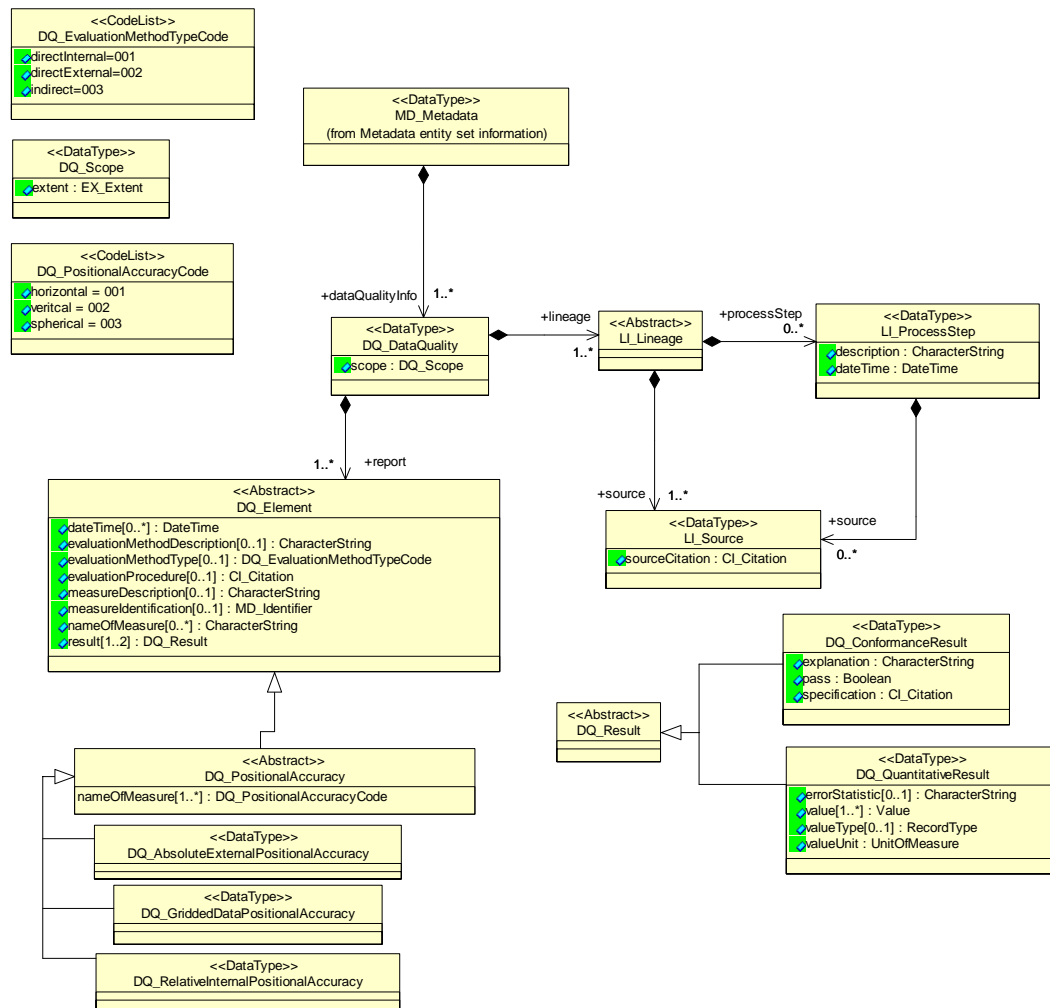 <<CodeList>>
DQ_EvaluationMethodTypeCode
directInternal=001
directExternal=002
indirect=003
<<DataType>>
MD_Metadata
(from Metadata entity set information)
<<DataType>>
DQ_Scope
extent : EX_Extent
<<CodeList>>
DQ_PositionalAccuracyCode
horizontal = 001
veritcal = 002
spherical = 003
+dataQualityInfo
1..*
<<DataType>>
DQ_DataQuality
scope : DQ_Scope
+lineage
1..*
<<Abstract>>
LI_Lineage
+processStep
0..*
<<DataType>>
LI_ProcessStep
description : CharacterString
dateTime : DateTime
1..*
+report
+source
1..*
<<DataType>>
LI_Source
sourceCitation : CI_Citation
+source
0..*
<<Abstract>>
DQ_Element
dateTime[0..*] : DateTime
evaluationMethodDescription[0..1] : CharacterString
evaluationMethodType[0..1] : DQ_EvaluationMethodTypeCode
evaluationProcedure[0..1] : CI_Citation
measureDescription[0..1] : CharacterString
measureIdentification[0..1] : MD_Identifier
nameOfMeasure[0..*] : CharacterString
result[1..2] : DQ_Result
<<DataType>>
DQ_ConformanceResult
explanation : CharacterString
pass : Boolean
specification : CI_Citation
<<Abstract>>
DQ_Result
<<DataType>>
DQ_QuantitativeResult
errorStatistic[0..1] : CharacterString
value[1..*] : Value
valueType[0..1] : RecordType
valueUnit : UnitOfMeasure
<<Abstract>>
DQ_PositionalAccuracy
nameOfMeasure[1..*] : DQ_PositionalAccuracyCode
<<DataType>>
DQ_AbsoluteExternalPositionalAccuracy
<<DataType>>
DQ_GriddedDataPositionalAccuracy
<<DataType>>
DQ_RelativeInternalPositionalAccuracy